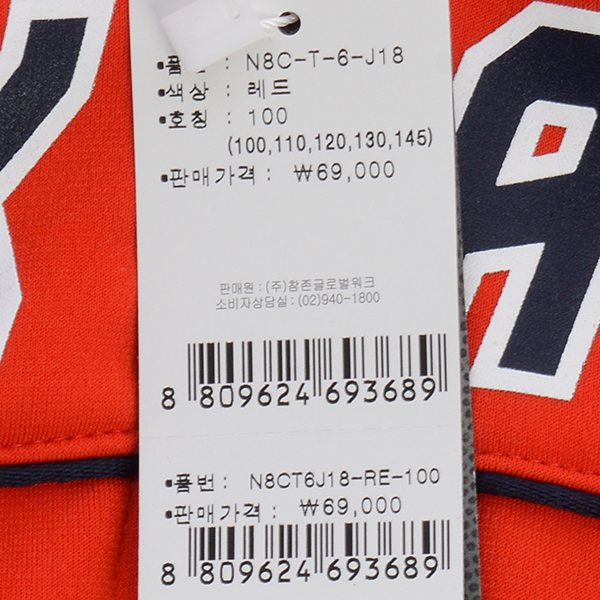 •품번 : N8C-T-6-J18
•색상 : 레드
•호칭 : 100
(100,110,120,130,145)
•판매가격 : ₩69,000
판매원 : (주)참존글로벌워크
소비자상담실 : (02)940-1800
8 809624 693689
•품번 : N8CT6J18-RE-100
•판매가격 : ₩69,000
8 809624 693689